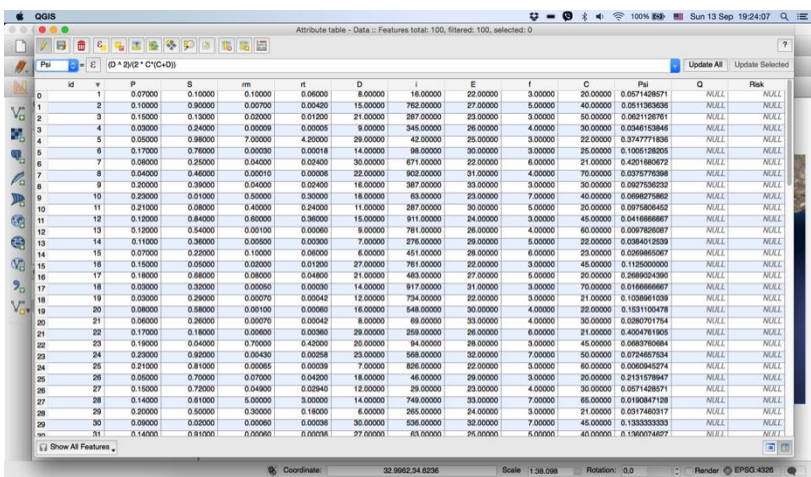 QGIS 100% Sun 13 Sep 19:24:07
Attribute table - Data :: Features total: 100, filtered: 100, selected: 0
?
Psi = ε (D ^ 2)/(2 * C*(C+D)) Update All Update Selected
id P S rm rt D i E f C Psi Q Risk
0 1 0.07000 0.10000 0.10000 0.06000 8.00000 16.00000 22.00000 3.00000 20.00000 0.0571428571 NULL NULL
1 2 0.10000 0.90000 0.00700 0.00420 15.00000 762.00000 27.00000 5.00000 40.00000 0.0511363636 NULL NULL
2 3 0.15000 0.13000 0.02000 0.01200 21.00000 287.00000 23.00000 3.00000 50.00000 0.0621126761 NULL NULL
3 4 0.03000 0.24000 0.00009 0.00005 9.00000 345.00000 26.00000 4.00000 30.00000 0.0346153846 NULL NULL
4 5 0.05000 0.98000 7.00000 4.20000 29.00000 42.00000 25.00000 3.00000 22.00000 0.3747771836 NULL NULL
5 6 0.17000 0.76000 0.00030 0.00018 14.00000 98.00000 30.00000 3.00000 25.00000 0.1005128205 NULL NULL
6 7 0.08000 0.25000 0.04000 0.02400 30.00000 671.00000 22.00000 6.00000 21.00000 0.4201680672 NULL NULL
7 8 0.04000 0.46000 0.00010 0.00006 22.00000 902.00000 31.00000 4.00000 70.00000 0.0375776398 NULL NULL
8 9 0.20000 0.39000 0.04000 0.02400 16.00000 387.00000 33.00000 3.00000 30.00000 0.0927536232 NULL NULL
9 10 0.23000 0.01000 0.50000 0.30000 18.00000 63.00000 23.00000 7.00000 40.00000 0.0698275862 NULL NULL
10 11 0.21000 0.08000 0.40000 0.24000 11.00000 287.00000 30.00000 5.00000 20.00000 0.0975806452 NULL NULL
11 12 0.12000 0.84000 0.60000 0.36000 15.00000 911.00000 24.00000 3.00000 45.00000 0.0416666667 NULL NULL
12 13 0.12000 0.54000 0.00100 0.00060 9.00000 781.00000 26.00000 4.00000 60.00000 0.0097826087 NULL NULL
13 14 0.11000 0.36000 0.00500 0.00300 7.00000 276.00000 29.00000 5.00000 22.00000 0.0384012539 NULL NULL
14 15 0.07000 0.22000 0.10000 0.06000 6.00000 451.00000 28.00000 6.00000 23.00000 0.0269865067 NULL NULL
15 16 0.15000 0.05000 0.02000 0.01200 27.00000 761.00000 22.00000 3.00000 45.00000 0.1125000000 NULL NULL
16 17 0.18000 0.68000 0.08000 0.04800 21.00000 483.00000 27.00000 5.00000 20.00000 0.2689024390 NULL NULL
17 18 0.03000 0.32000 0.00050 0.00030 14.00000 917.00000 31.00000 3.00000 70.00000 0.0166666667 NULL NULL
18 19 0.03000 0.29000 0.00070 0.00042 12.00000 734.00000 22.00000 3.00000 21.00000 0.1038961039 NULL NULL
19 20 0.08000 0.58000 0.00100 0.00060 16.00000 548.00000 30.00000 4.00000 22.00000 0.1531100478 NULL NULL
20 21 0.06000 0.26000 0.00070 0.00042 8.00000 69.00000 33.00000 4.00000 30.00000 0.0280701754 NULL NULL
21 22 0.17000 0.18000 0.00600 0.00360 29.00000 259.00000 26.00000 6.00000 21.00000 0.4004761905 NULL NULL
22 23 0.19000 0.04000 0.70000 0.42000 20.00000 94.00000 28.00000 3.00000 45.00000 0.0683760684 NULL NULL
23 24 0.23000 0.92000 0.00430 0.00258 23.00000 568.00000 32.00000 7.00000 50.00000 0.0724657534 NULL NULL
24 25 0.21000 0.81000 0.00065 0.00039 7.00000 826.00000 22.00000 3.00000 60.00000 0.0060945274 NULL NULL
25 26 0.05000 0.70000 0.07000 0.04200 18.00000 46.00000 29.00000 3.00000 20.00000 0.2131578947 NULL NULL
26 27 0.15000 0.72000 0.04900 0.02940 12.00000 29.00000 23.00000 4.00000 30.00000 0.0571428571 NULL NULL
27 28 0.14000 0.61000 5.00000 3.00000 14.00000 749.00000 33.00000 7.00000 65.00000 0.0190847128 NULL NULL
28 29 0.20000 0.50000 0.30000 0.18000 6.00000 265.00000 24.00000 3.00000 21.00000 0.0317460317 NULL NULL
29 30 0.09000 0.02000 0.00060 0.00036 30.00000 536.00000 32.00000 7.00000 45.00000 0.1333333333 NULL NULL
30 31 0.14000 0.91000 0.00060 0.00036 27.00000 63.00000 25.00000 5.00000 40.00000 0.1360074627 NULL NULL
Show All Features
Coordinate: 32.9962,34.6236 Scale 1:38.098 Rotation: 0,0 Render EPSG:4326